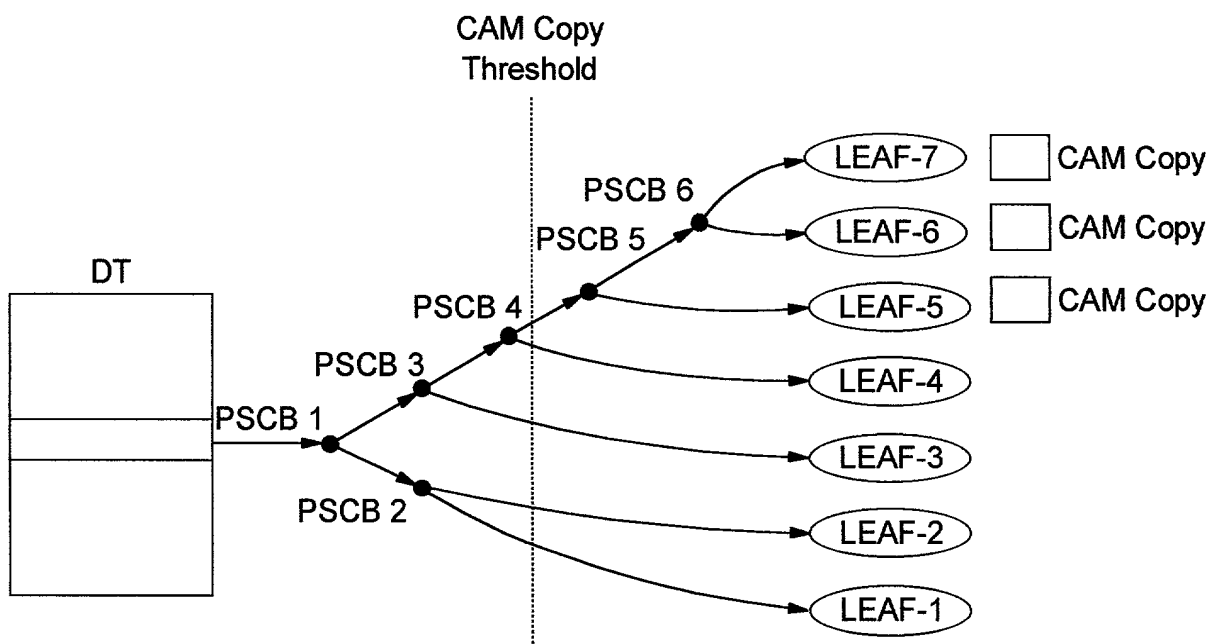 CAM Copy
Threshold
LEAF-7
CAM Copy
PSCB 6
LEAF-6
CAM Copy
PSCB 5
DT
PSCB 4
LEAF-5
CAM Copy
PSCB 3
LEAF-4
PSCB 1
LEAF-3
PSCB 2
LEAF-2
LEAF-1